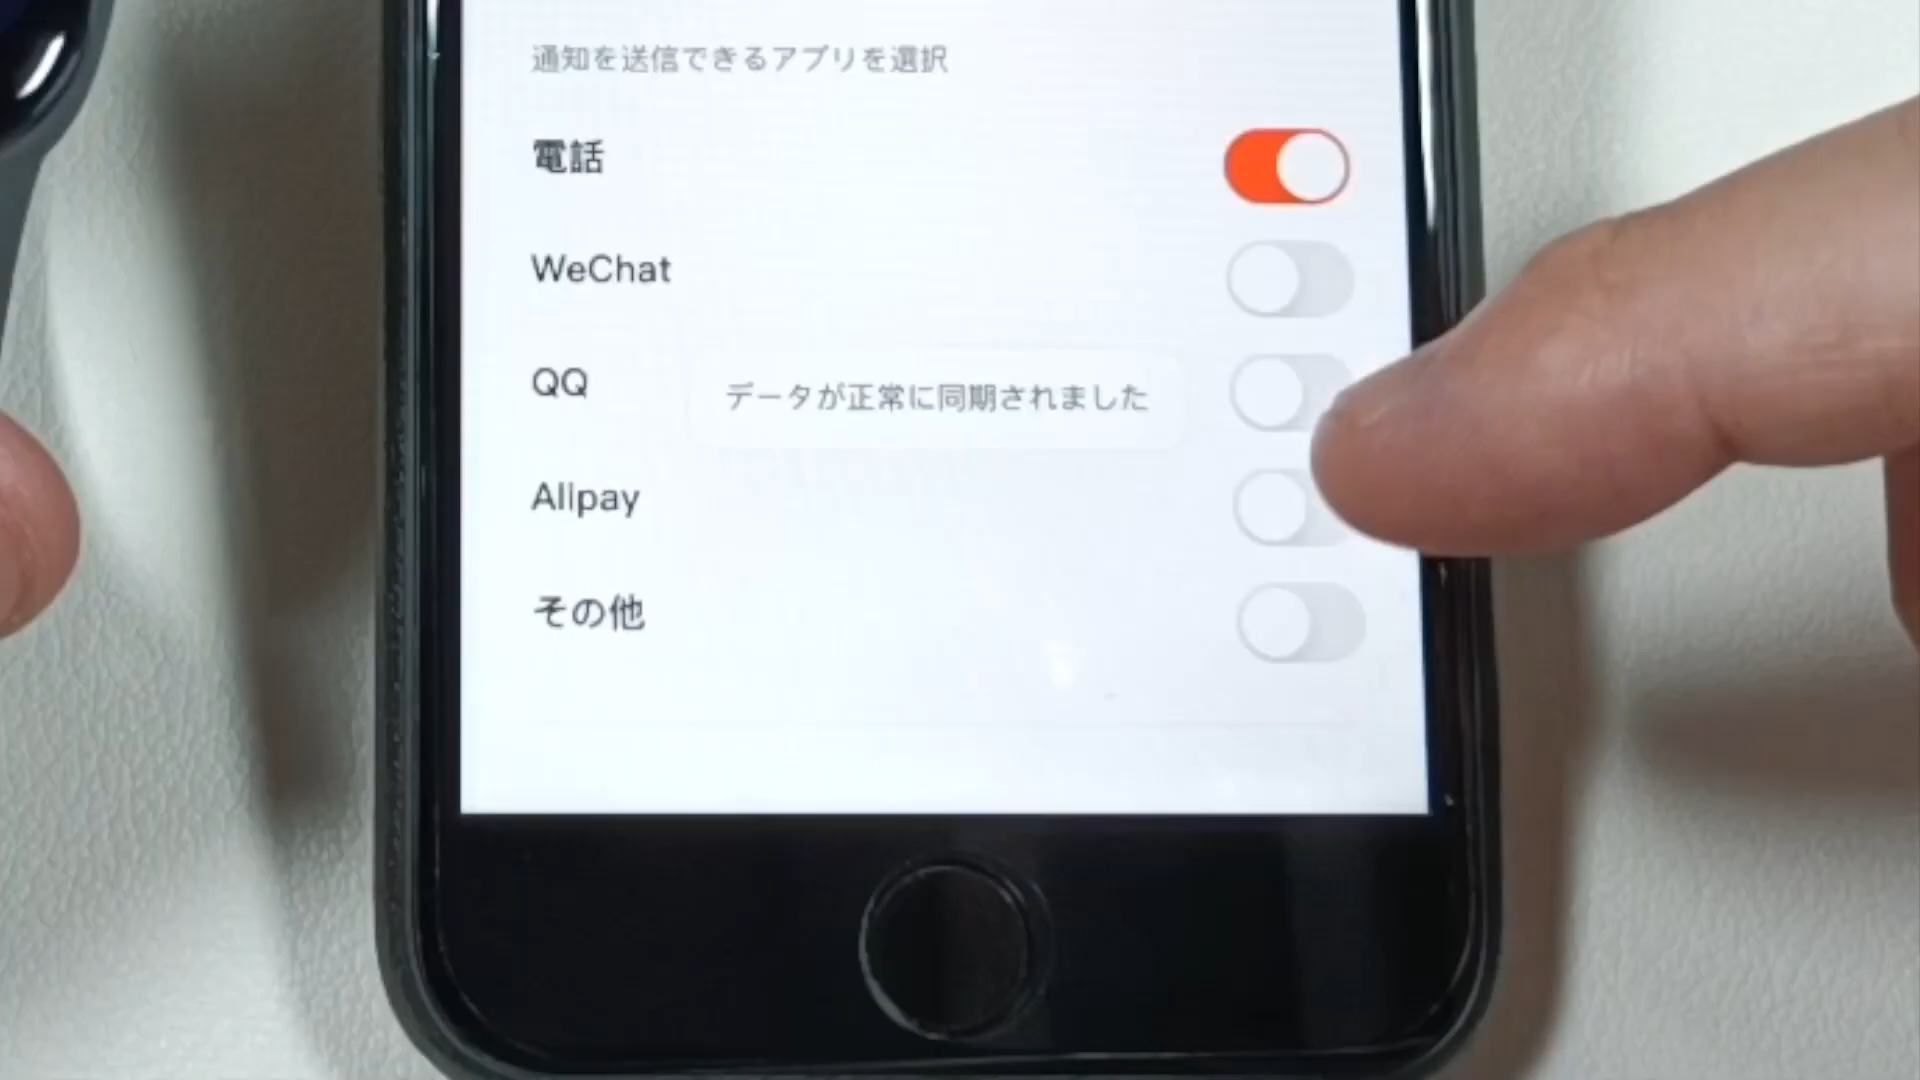 通知を送信できるアプリを選択
電話
WeChat
QQ
データが正常に同期されました
Allpay
その他